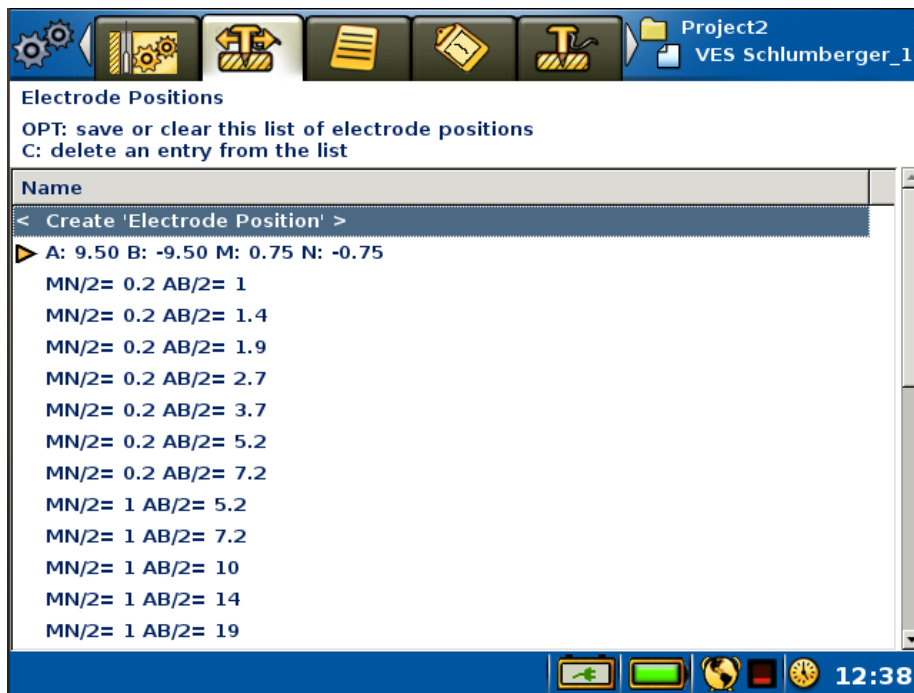 Project2
VES Schlumberger_1
Electrode Positions
OPT: save or clear this list of electrode positions
C: delete an entry from the list
Name
< Create 'Electrode Position' >
A: 9.50 B: -9.50 M: 0.75 N: -0.75
MN/2= 0.2 AB/2= 1
MN/2= 0.2 AB/2= 1.4
MN/2= 0.2 AB/2= 1.9
MN/2= 0.2 AB/2= 2.7
MN/2= 0.2 AB/2= 3.7
MN/2= 0.2 AB/2= 5.2
MN/2= 0.2 AB/2= 7.2
MN/2= 1 AB/2= 5.2
MN/2= 1 AB/2= 7.2
MN/2= 1 AB/2= 10
MN/2= 1 AB/2= 14
MN/2= 1 AB/2= 19
12:38